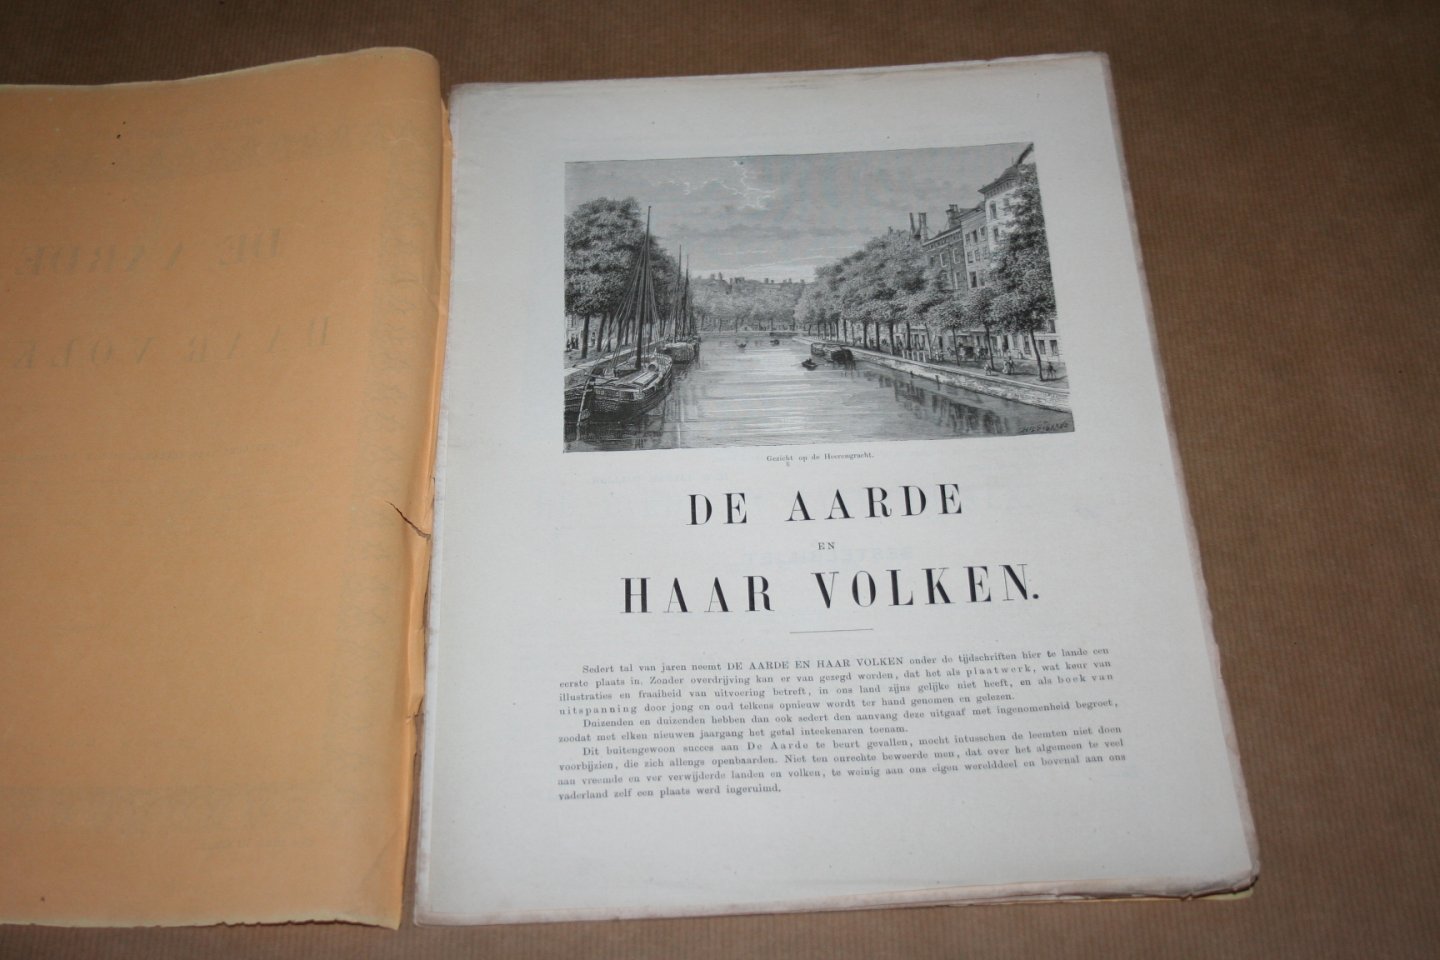 Gezicht op de Heerengracht.
DE AARDE
EN
HAAR VOLKEN.
Sedert tal van jaren neemt DE AARDE EN HAAR VOLKEN onder de tijdschriften hier te lande een
eerste plaats in. Zonder overdrijving kan er van gezegd worden, dat het als plaatwerk, wat keur van
illustraties en fraaiheid van uitvoering betreft, in ons land zijns gelijke niet heeft, en als boek van
uitspanning door jong en oud telkens opnieuw wordt ter hand genomen en gelezen.
Duizenden en duizenden hebben dan ook sedert den aanvang deze uitgaaf met ingenomenheid begroet,
zoodat met elken nieuwen jaargang het getal inteekenaren toenam.
Dit buitengewoon succes aan De Aarde te beurt gevallen, mocht intusschen de leemten niet doen
voorbijzien, die zich allengs openbaarden. Niet ten onrechte beweerde men, dat over het algemeen te veel
aan vreemde en ver verwijderde landen en volken, te weinig aan ons eigen werelddeel en bovenal aan ons
vaderland zelf een plaats werd ingeruimd.
DE AARDE
HAAR VOLK